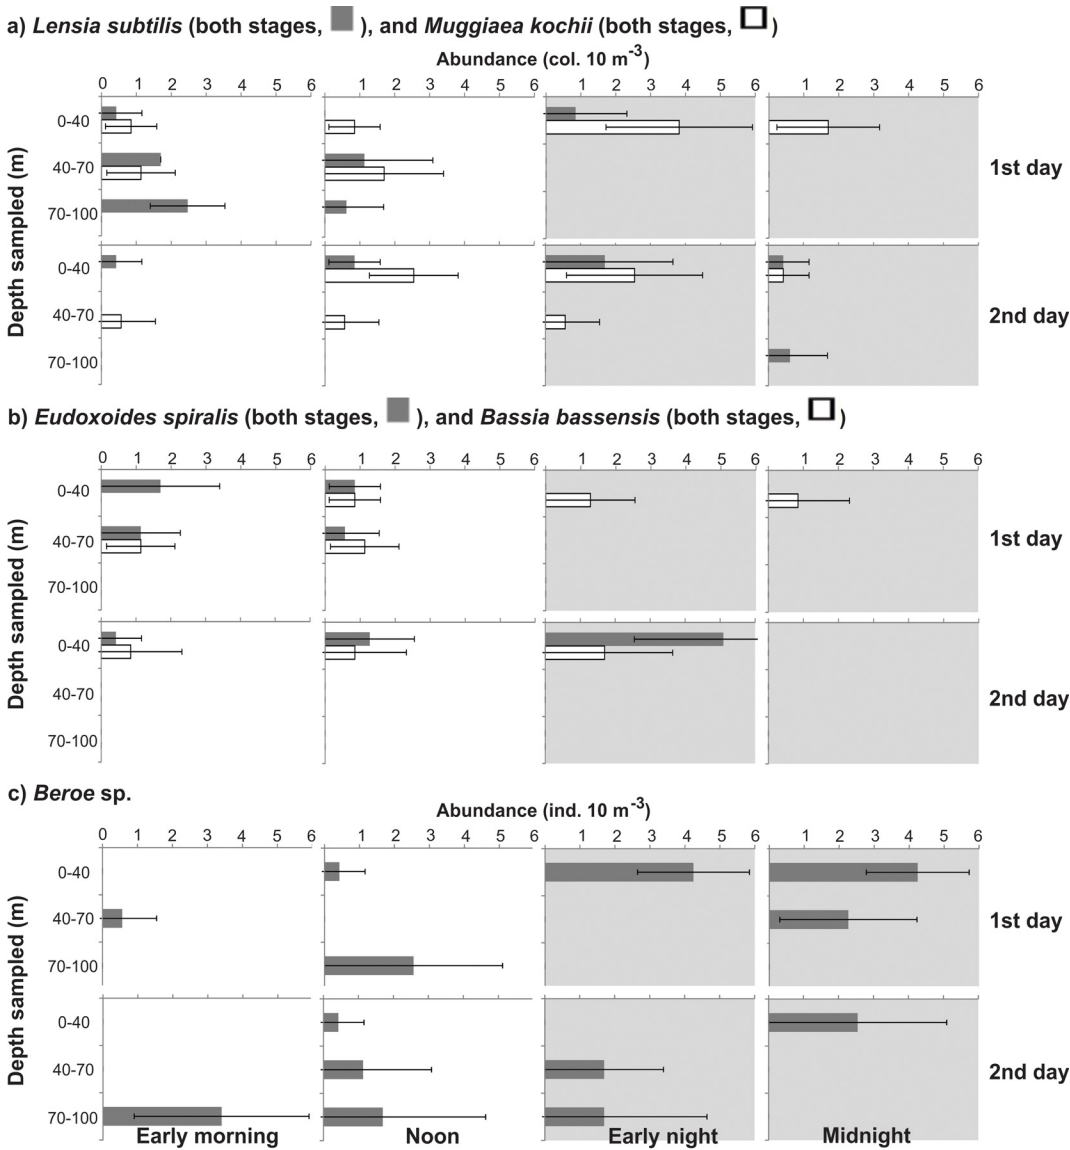 a) Lensia subtilis (both stages, ), and Muggiaea kochii (both stages, )
Abundance (col. 10 m-3)
0 1 2 3 4 5 6 1 2 3 4 5 6 1 2 3 4 5 6 1 2 3 4 5 6
Depth sampled (m)
0-40
40-70
70-100
1st day
Depth sampled (m)
0-40
40-70
70-100
2nd day
b) Eudoxoides spiralis (both stages, ), and Bassia bassensis (both stages, )
0 1 2 3 4 5 6 1 2 3 4 5 6 1 2 3 4 5 6 1 2 3 4 5 6
Depth sampled (m)
0-40
40-70
70-100
1st day
Depth sampled (m)
0-40
40-70
70-100
2nd day
c) Beroe sp.
Abundance (ind. 10 m-3)
0 1 2 3 4 5 6 1 2 3 4 5 6 1 2 3 4 5 6 1 2 3 4 5 6
Depth sampled (m)
0-40
40-70
70-100
1st day
Depth sampled (m)
0-40
40-70
70-100
2nd day
Early morning Noon Early night Midnight